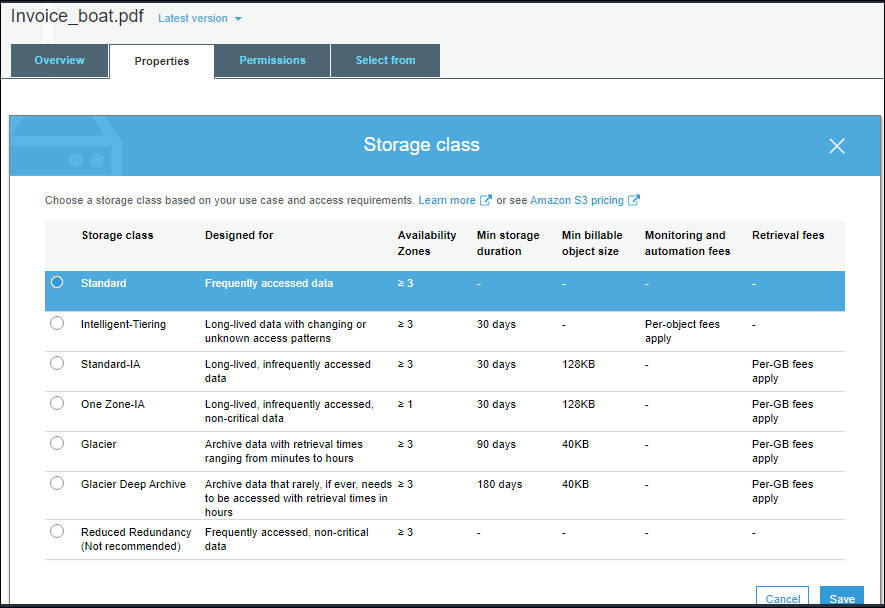 Invoice_boat.pdf Latest version
Overview Properties Permissions Select from
Storage class
Choose a storage class based on your use case and access requirements. Learn more or see Amazon S3 pricing
Storage class Designed for Availability Zones Min storage duration Min billable object size Monitoring and automation fees Retrieval fees
Standard Frequently accessed data ≥ 3 - - - -
Intelligent-Tiering Long-lived data with changing or unknown access patterns ≥ 3 30 days - Per-object fees apply -
Standard-IA Long-lived, infrequently accessed data ≥ 3 30 days 128KB - Per-GB fees apply
One Zone-IA Long-lived, infrequently accessed, non-critical data ≥ 1 30 days 128KB - Per-GB fees apply
Glacier Archive data with retrieval times ranging from minutes to hours ≥ 3 90 days 40KB - Per-GB fees apply
Glacier Deep Archive Archive data that rarely, if ever, needs to be accessed with retrieval times in hours ≥ 3 180 days 40KB - Per-GB fees apply
Reduced Redundancy (Not recommended) Frequently accessed, non-critical data ≥ 3 - - - -
Cancel Save